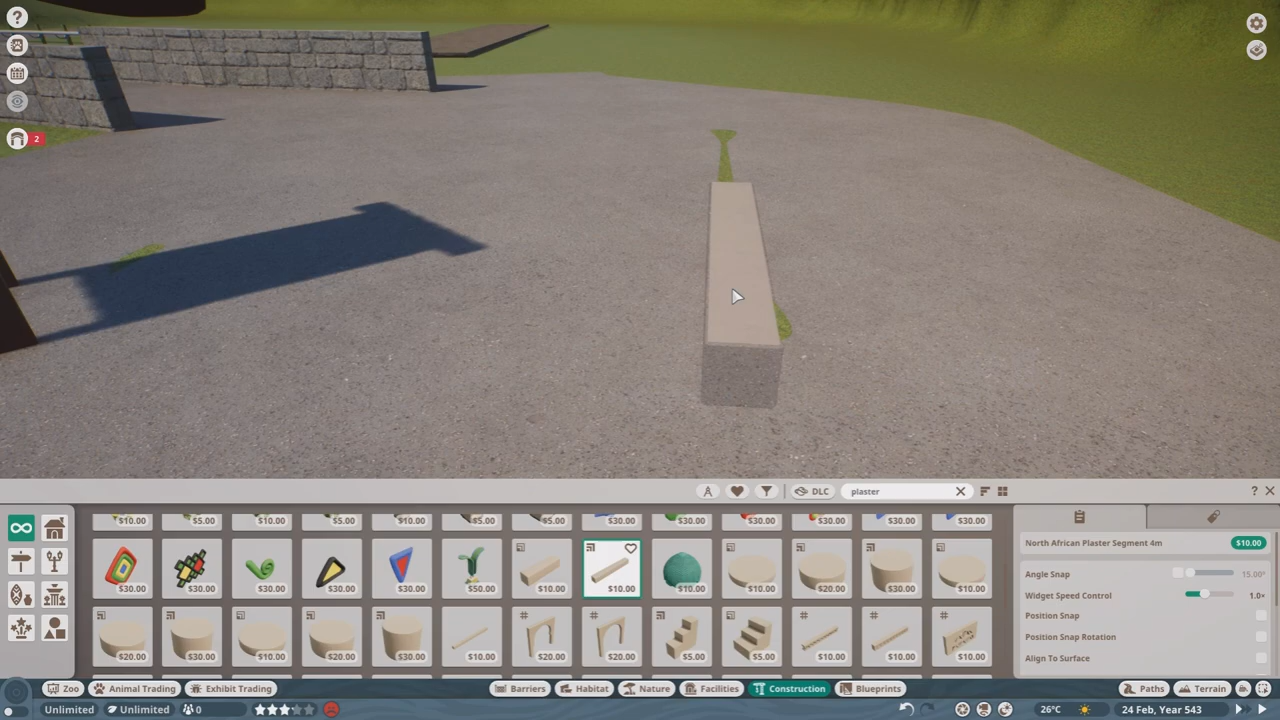 ?
2
DLC
plaster
?
$10.00 $5.00 $10.00 $5.00 $10.00 $5.00 $5.00 $30.00 $30.00 $30.00 $30.00 $30.00 $30.00
$30.00 $30.00 $30.00 $30.00 $30.00 $50.00 $10.00 $10.00 $10.00 $10.00 $20.00 $30.00 $10.00
$20.00 $30.00 $10.00 $20.00 $30.00 $10.00 $20.00 $20.00 $5.00 $5.00 $10.00 $10.00 $10.00
North African Plaster Segment 4m $10.00
Angle Snap 15.00°
Widget Speed Control 1.0×
Position Snap
Position Snap Rotation
Align To Surface
Zoo Animal Trading Exhibit Trading Barriers Habitat Nature Facilities Construction Blueprints Paths Terrain
Unlimited Unlimited 0 26°C 24 Feb, Year 543